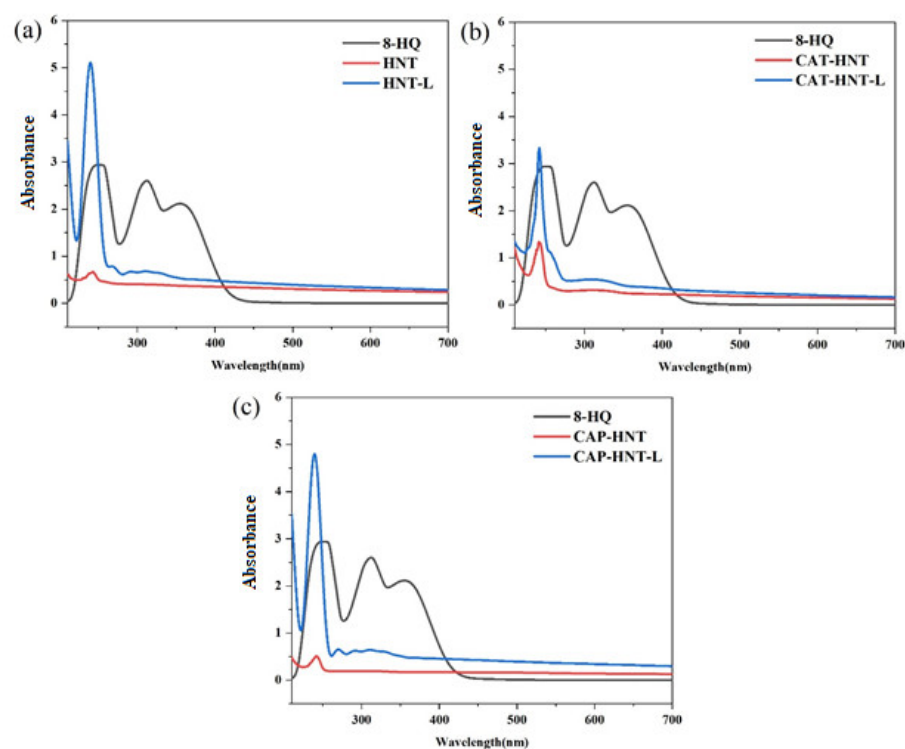 (a)
8-HQ
HNT
HNT-L
Absorbance
6
5
4
3
2
1
0
300 400 500 600 700
Wavelength(nm)
(b)
8-HQ
CAT-HNT
CAT-HNT-L
Absorbance
6
5
4
3
2
1
0
300 400 500 600 700
Wavelength(nm)
(c)
8-HQ
CAP-HNT
CAP-HNT-L
Absorbance
6
5
4
3
2
1
0
300 400 500 600 700
Wavelength(nm)